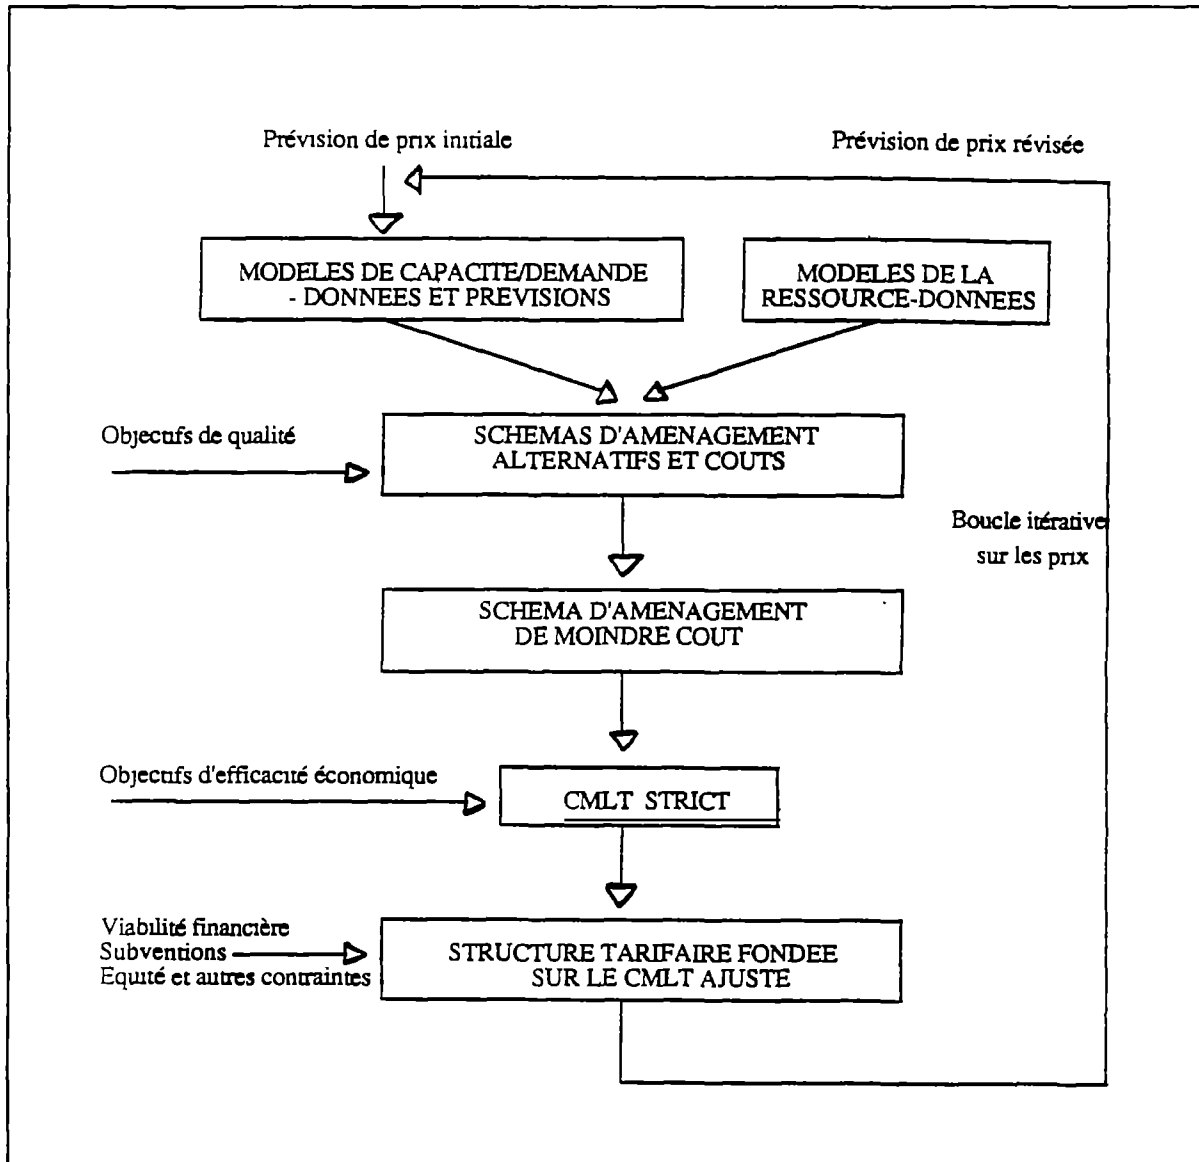 Prévision de prix initiale
Prévision de prix révisée
MODELES DE CAPACITE/DEMANDE
- DONNEES ET PREVISIONS
MODELES DE LA
RESSOURCE-DONNEES
Objectifs de qualité
SCHEMAS D'AMENAGEMENT
ALTERNATIFS ET COUTS
Boucle itérative
sur les prix
SCHEMA D'AMENAGEMENT
DE MOINDRE COUT
Objectifs d'efficacité économique
CMLT STRICT
Viabilité financière
Subventions
Equité et autres contraintes
STRUCTURE TARIFAIRE FONDEE
SUR LE CMLT AJUSTE